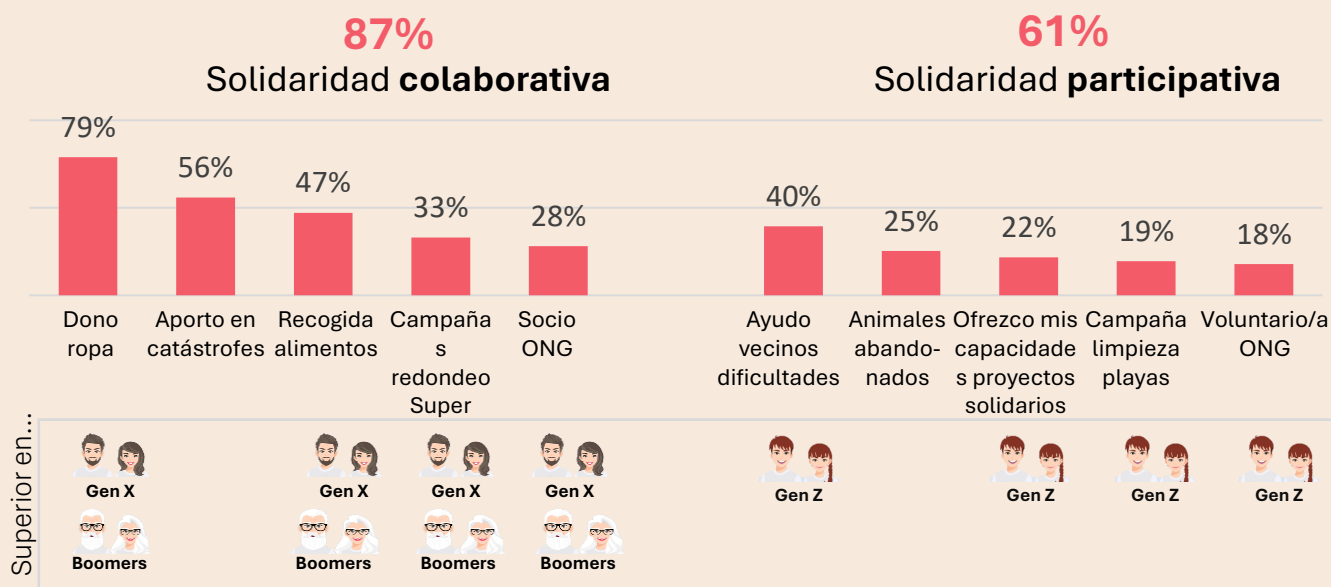 87%
Solidaridad colaborativa
61%
Solidaridad participativa
79%
56%
47%
33%
28%
40%
25%
22%
19%
18%
Dono
ropa
Aporto en
catástrofes
Recogida
alimentos
Campaña
s
redondeo
Super
Socio
ONG
Ayudo
vecinos
dificultades
Animales
abando-
nados
Ofrezco mis
capacidade
s proyectos
solidarios
Campaña
limpieza
playas
Voluntario/a
ONG
Superior en...
Gen X
Gen X
Gen X
Gen X
Gen Z
Gen Z
Gen Z
Gen Z
Boomers
Boomers
Boomers
Boomers